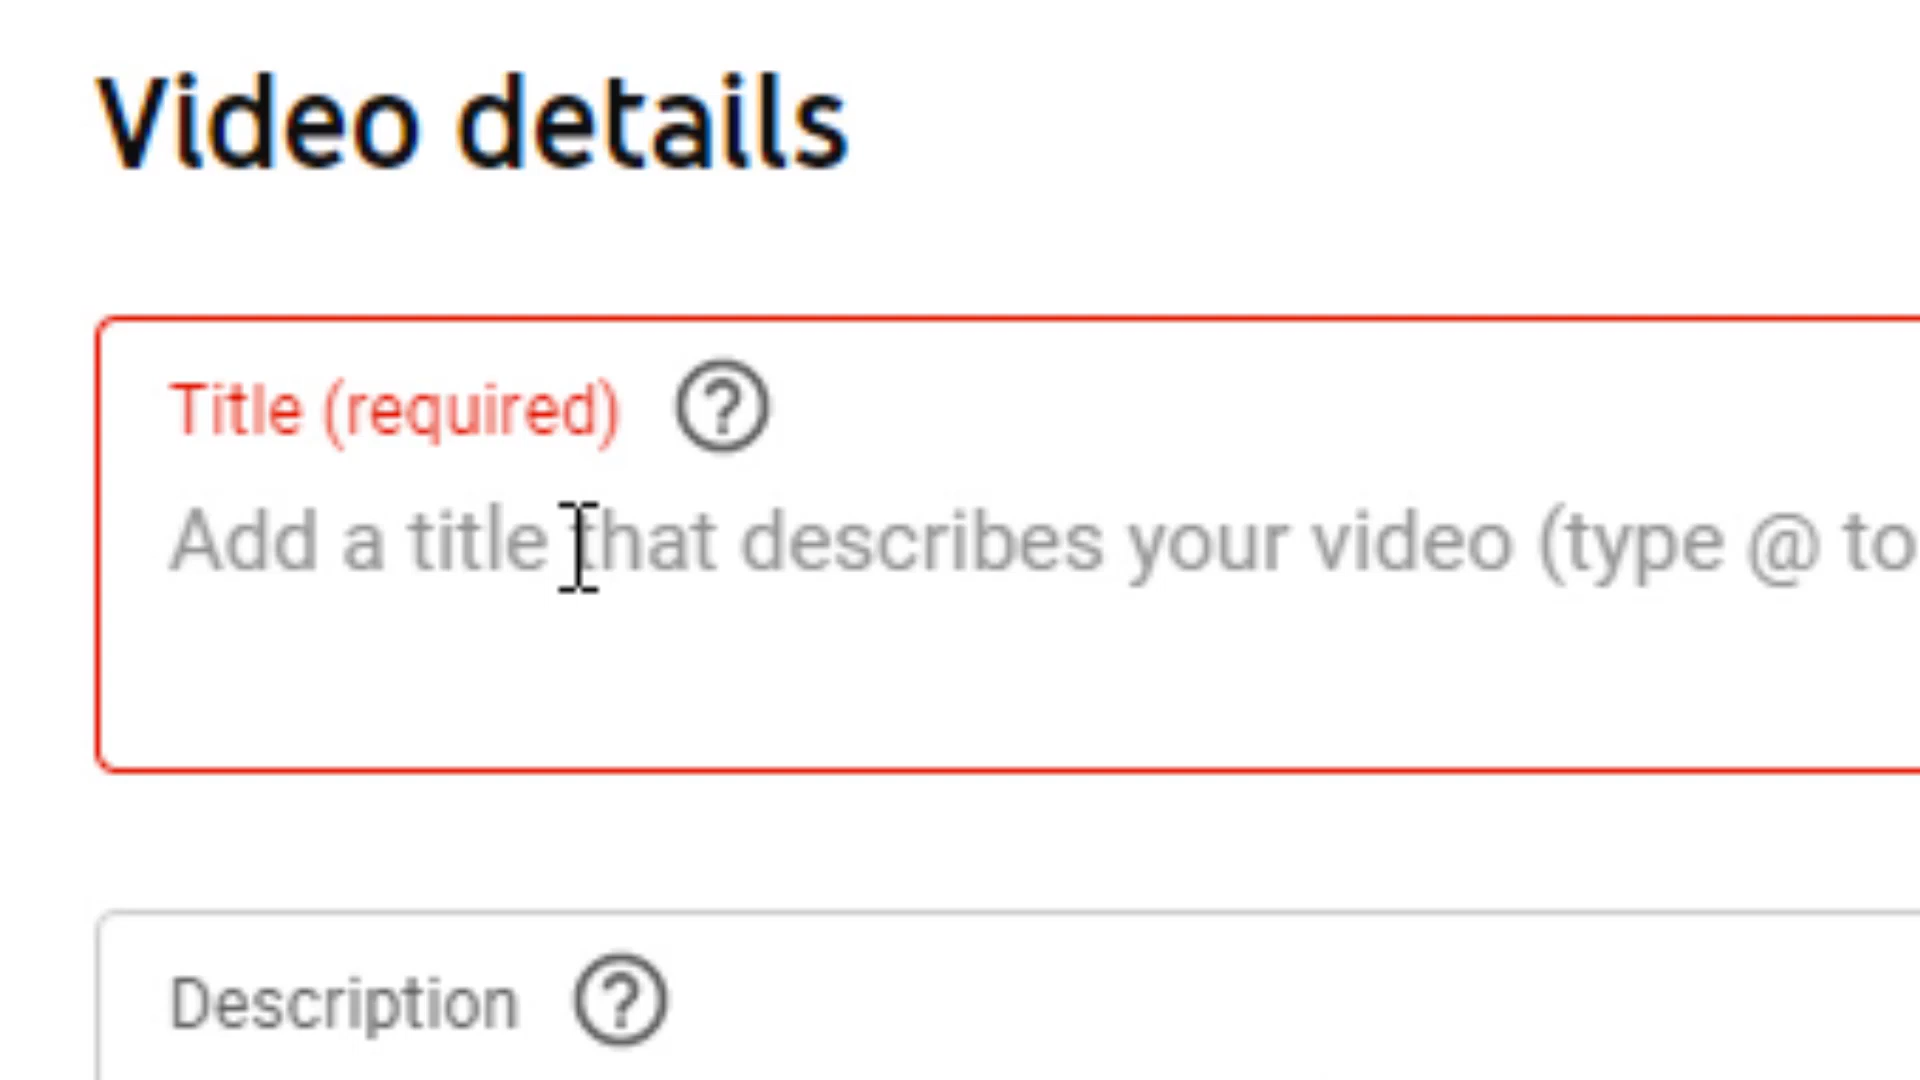 Video details
Title (required)
Add a title that describes your video (type @ to
Description